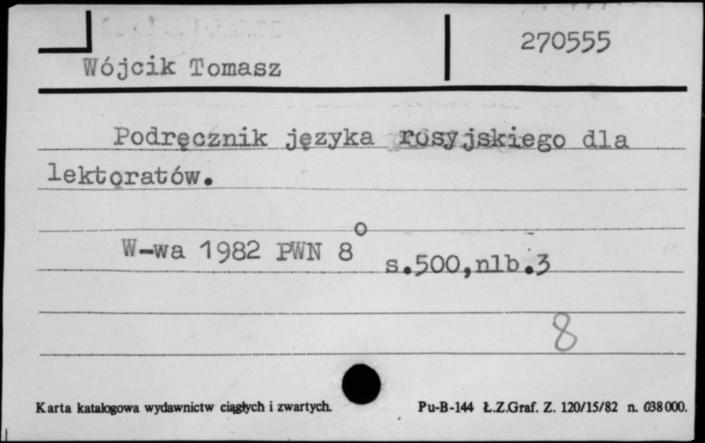 270555
Wójcik Tomasz
Podręcznik języka rosyjskiego dla
lektoratów.
W-wa 1982 PWN 8° s.500,nlb.3
8
Karta katalogowa wydawnictw ciągłych i zwartych. Pu-B-144 Ł.Z.Graf. Z. 120/15/82 n. 638000.